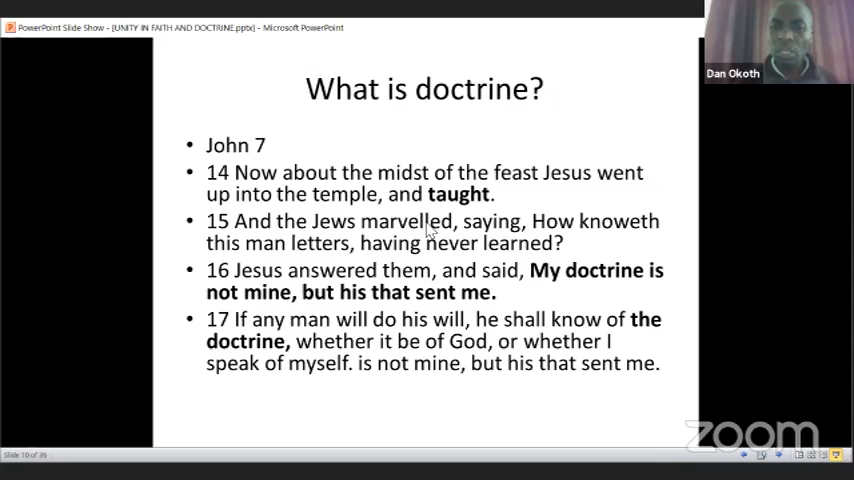 PowerPoint Slide Show - [UNITY IN FAITH AND DOCTRINE.pptx] - Microsoft PowerPoint
Dan Okoth
What is doctrine?
• John 7
• 14 Now about the midst of the feast Jesus went
up into the temple, and taught.
• 15 And the Jews marvelled, saying, How knoweth
this man letters, having never learned?
• 16 Jesus answered them, and said, My doctrine is
not mine, but his that sent me.
• 17 If any man will do his will, he shall know of the
doctrine, whether it be of God, or whether I
speak of myself. is not mine, but his that sent me.
zoom
Slide 10 of 36